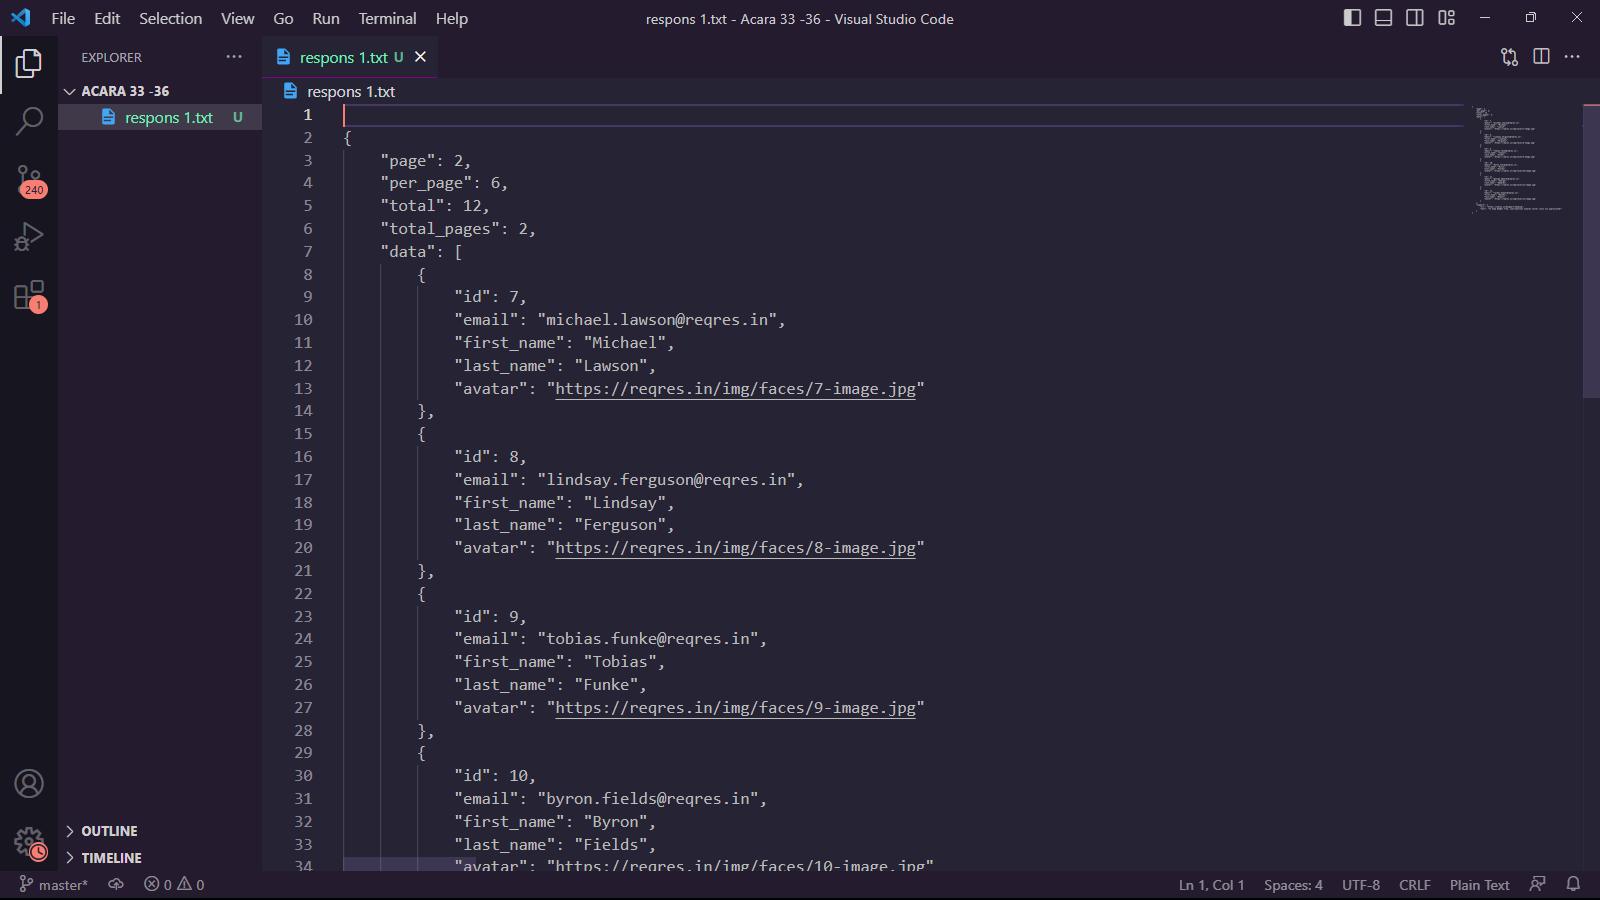 File Edit Selection View Go Run Terminal Help
respons 1.txt - Acara 33 -36 - Visual Studio Code
EXPLORER
ACARA 33 -36
respons 1.txt U
240
1
OUTLINE
TIMELINE
respons 1.txt U
respons 1.txt
1
2 {
3 "page": 2,
4 "per_page": 6,
5 "total": 12,
6 "total_pages": 2,
7 "data": [
8 {
9 "id": 7,
10 "email": "michael.lawson@reqres.in",
11 "first_name": "Michael",
12 "last_name": "Lawson",
13 "avatar": "https://reqres.in/img/faces/7-image.jpg"
14 },
15 {
16 "id": 8,
17 "email": "lindsay.ferguson@reqres.in",
18 "first_name": "Lindsay",
19 "last_name": "Ferguson",
20 "avatar": "https://reqres.in/img/faces/8-image.jpg"
21 },
22 {
23 "id": 9,
24 "email": "tobias.funke@reqres.in",
25 "first_name": "Tobias",
26 "last_name": "Funke",
27 "avatar": "https://reqres.in/img/faces/9-image.jpg"
28 },
29 {
30 "id": 10,
31 "email": "byron.fields@reqres.in",
32 "first_name": "Byron",
33 "last_name": "Fields",
34 "avatar": "https://reqres.in/img/faces/10-image.jpg"
master* 0 0
Ln 1, Col 1 Spaces: 4 UTF-8 CRLF Plain Text